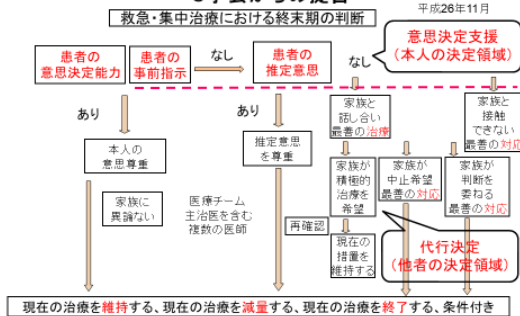 平成26年11月
救急・集中治療における終末期の判断
患者の
意思決定能力
患者の
事前指示
なし
患者の
推定意思
なし
意思決定支援
(本人の決定領域)
あり
あり
家族と
話し合い
最善の治療
家族と
接触
できない
最善の対応
本人の
意思尊重
推定意思
を尊重
家族が
積極的
治療を
希望
家族が
中止希望
最善の対応
家族が
判断を
委ねる
最善の対応
家族に
異論ない
医療チーム
主治医を含む
複数の医師
再確認
現在の
措置を
維持する
代行決定
(他者の決定領域)
現在の治療を維持する、現在の治療を減量する、現在の治療を終了する、条件付き